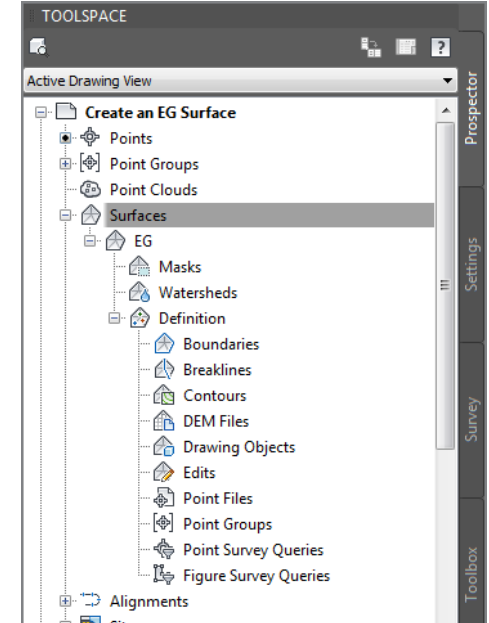 TOOLSPACE
Active Drawing View
Create an EG Surface
Points
Point Groups
Point Clouds
Surfaces
EG
Masks
Watersheds
Definition
Boundaries
Breaklines
Contours
DEM Files
Drawing Objects
Edits
Point Files
Point Groups
Point Survey Queries
Figure Survey Queries
Alignments
Prospector
Settings
Survey
Toolbox